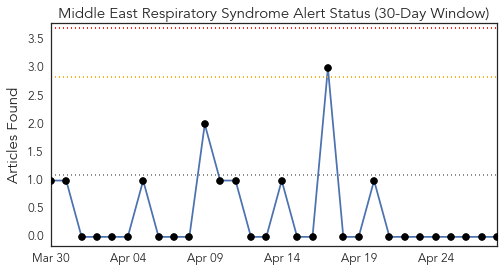 Middle East Respiratory Syndrome Alert Status (30-Day Window)
Articles Found
3.5
3.0
2.5
2.0
1.5
1.0
0.5
0.0
Mar 30 Apr 04 Apr 09 Apr 14 Apr 19 Apr 24